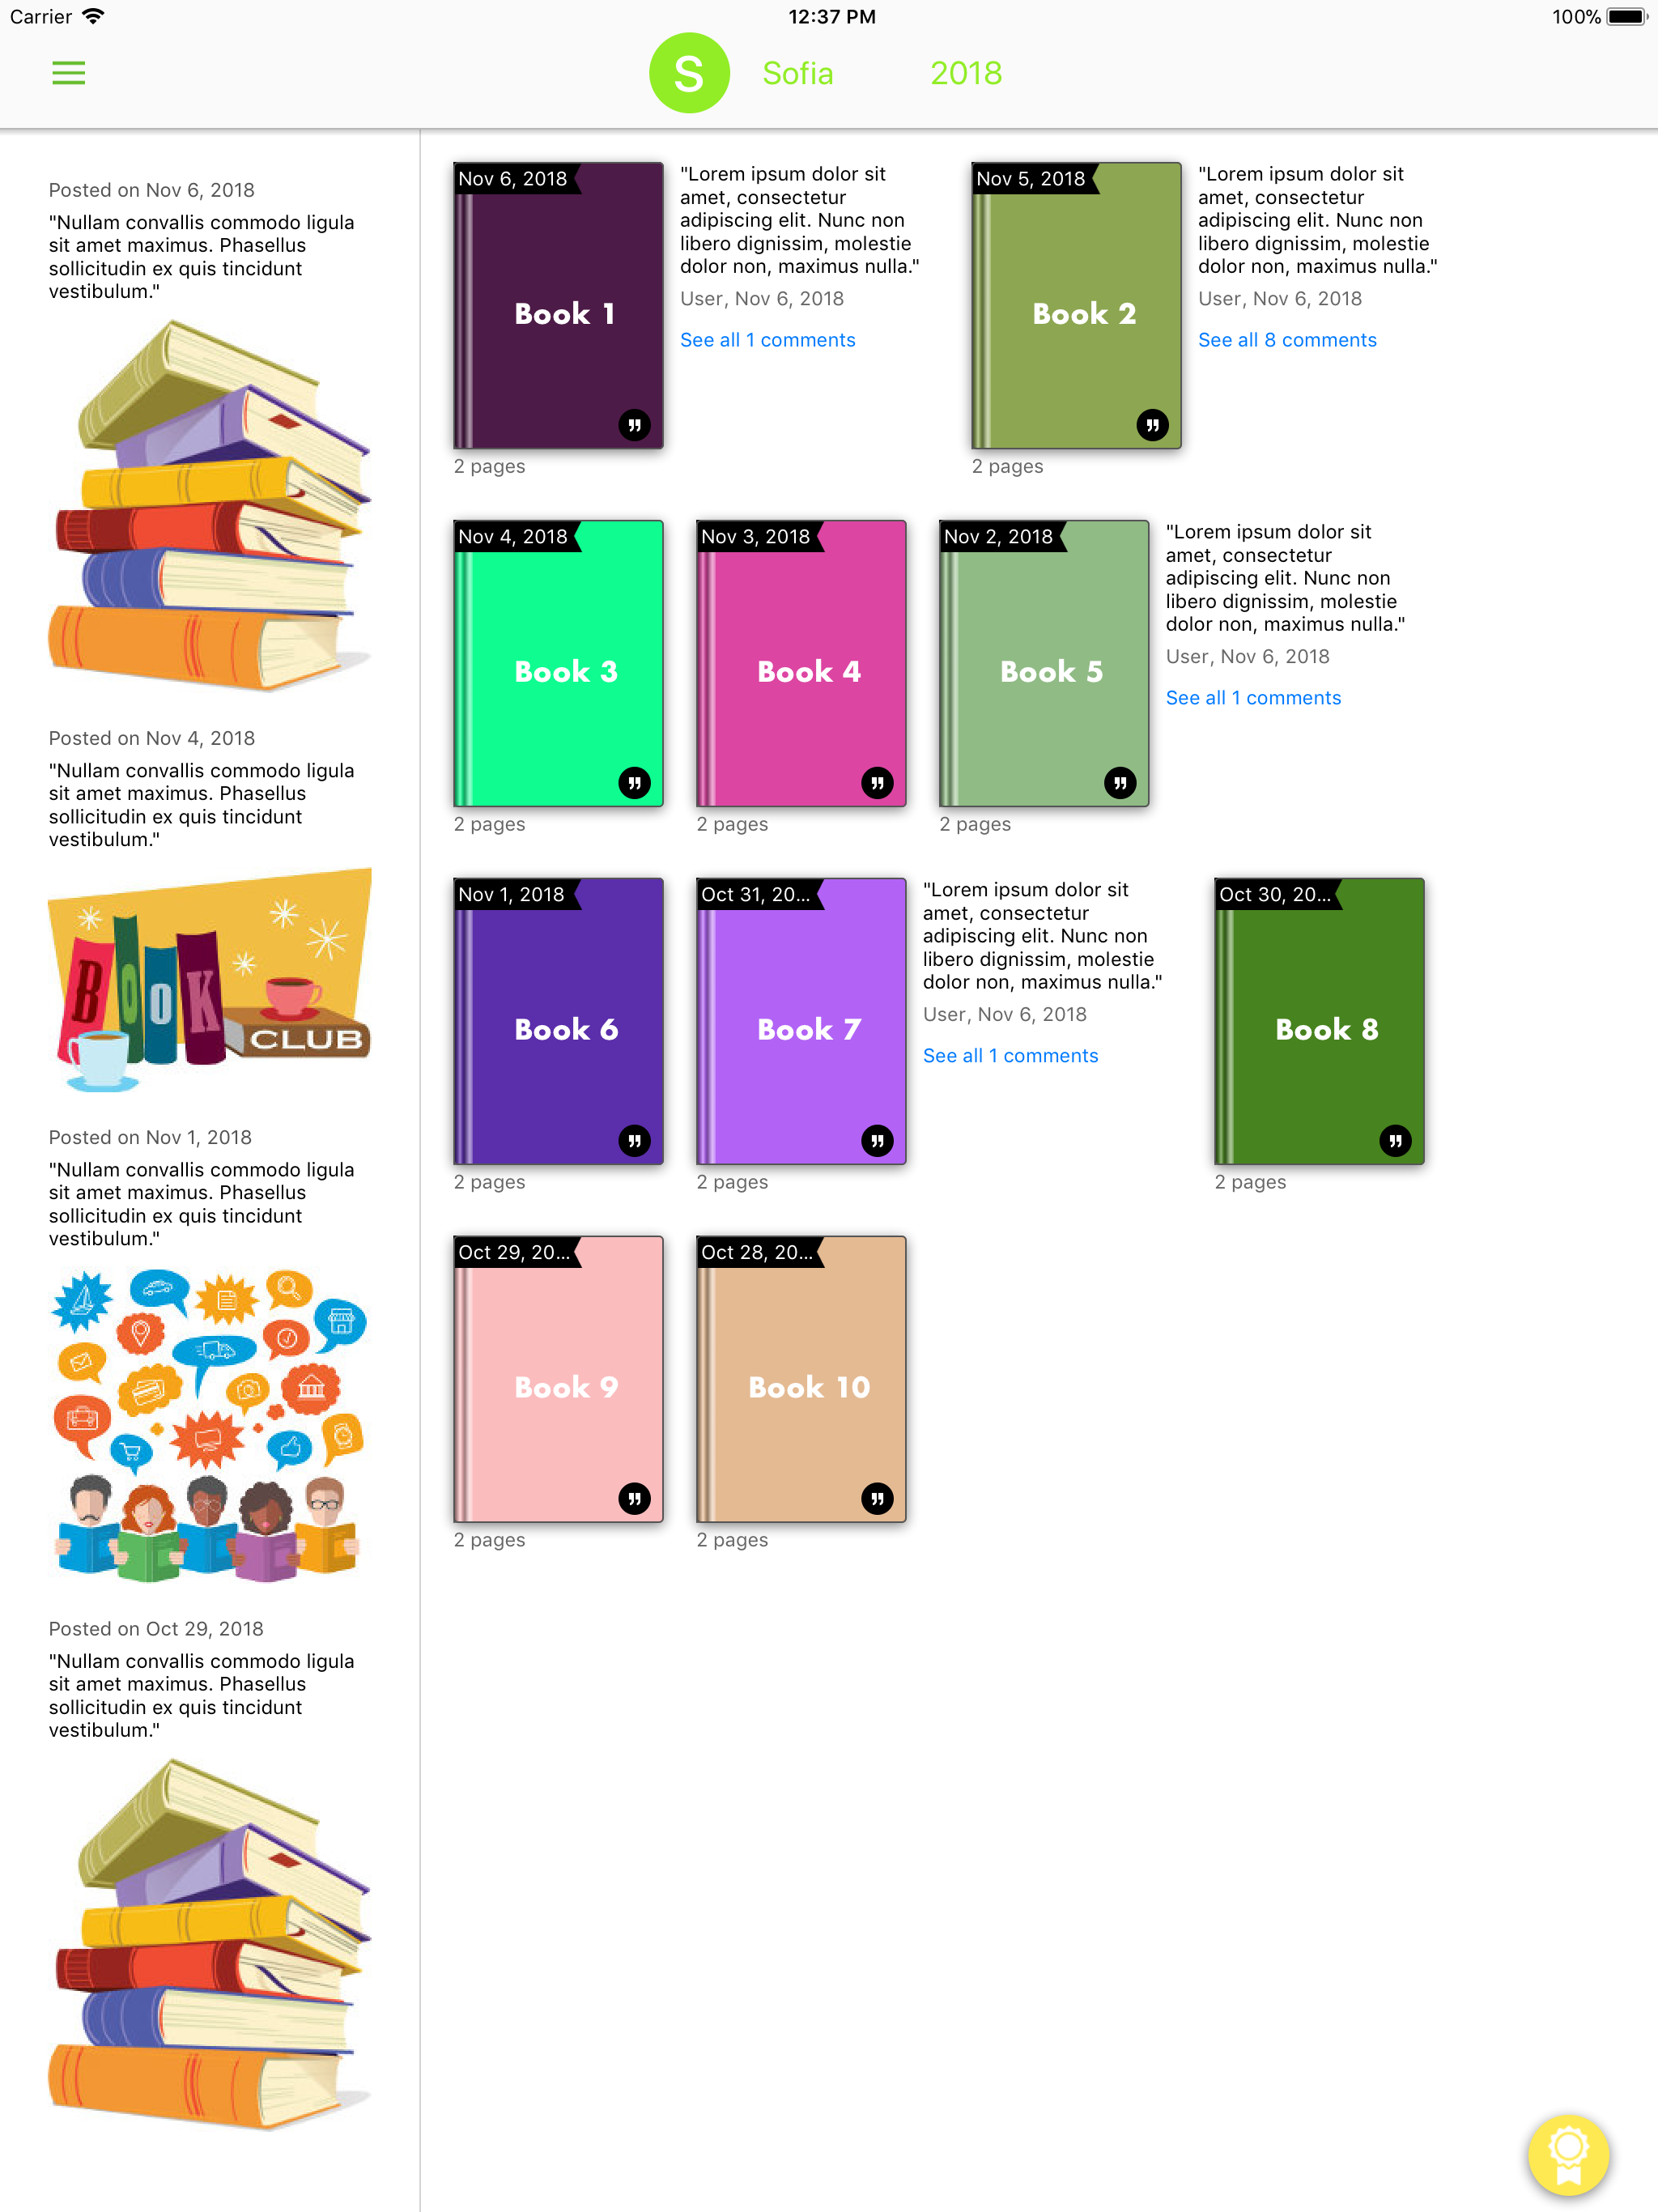 Carrier
12:37 PM
100%
S
Sofia
2018
Posted on Nov 6, 2018
"Nullam convallis commodo ligula
sit amet maximus. Phasellus
sollicitudin ex quis tincidunt
vestibulum."
Posted on Nov 4, 2018
"Nullam convallis commodo ligula
sit amet maximus. Phasellus
sollicitudin ex quis tincidunt
vestibulum."
BOOK
CLUB
Posted on Nov 1, 2018
"Nullam convallis commodo ligula
sit amet maximus. Phasellus
sollicitudin ex quis tincidunt
vestibulum."
Posted on Oct 29, 2018
"Nullam convallis commodo ligula
sit amet maximus. Phasellus
sollicitudin ex quis tincidunt
vestibulum."
Nov 6, 2018
Book 1
2 pages
"Lorem ipsum dolor sit
amet, consectetur
adipiscing elit. Nunc non
libero dignissim, molestie
dolor non, maximus nulla."
User, Nov 6, 2018
See all 1 comments
Nov 5, 2018
Book 2
2 pages
"Lorem ipsum dolor sit
amet, consectetur
adipiscing elit. Nunc non
libero dignissim, molestie
dolor non, maximus nulla."
User, Nov 6, 2018
See all 8 comments
Nov 4, 2018
Book 3
2 pages
Nov 3, 2018
Book 4
2 pages
Nov 2, 2018
Book 5
2 pages
"Lorem ipsum dolor sit
amet, consectetur
adipiscing elit. Nunc non
libero dignissim, molestie
dolor non, maximus nulla."
User, Nov 6, 2018
See all 1 comments
Nov 1, 2018
Book 6
2 pages
Oct 31, 20...
Book 7
2 pages
"Lorem ipsum dolor sit
amet, consectetur
adipiscing elit. Nunc non
libero dignissim, molestie
dolor non, maximus nulla."
User, Nov 6, 2018
See all 1 comments
Oct 30, 20...
Book 8
2 pages
Oct 29, 20...
Book 9
2 pages
Oct 28, 20...
Book 10
2 pages